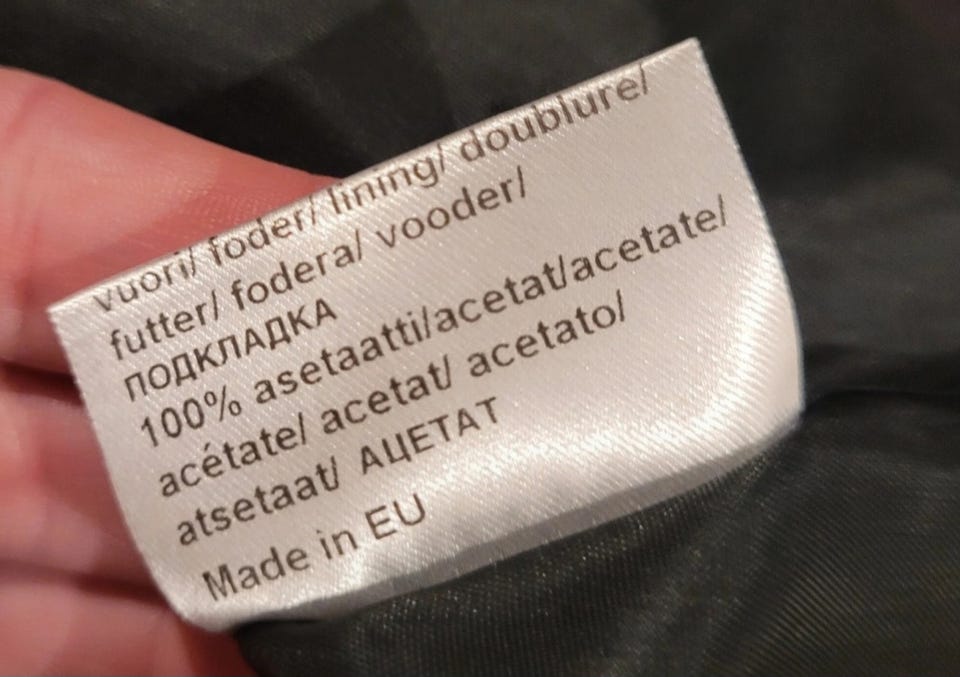 vuori/ foder/ lining/ doublure/
futter/ fodera/ vooder/
ПОДКЛАДКА
100% asetaatti/acetat/acetate/
acétate/ acetat/ acetato/
atsetaat/ АЦЕТАТ
Made in EU